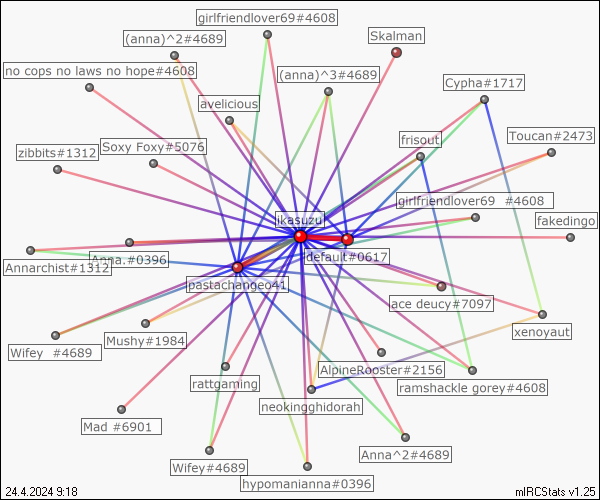 girlfriendlover69#4608
(anna)^2#4689
Skalman
no cops no laws no hope#4608
(anna)^3#4689
Cypha#1717
avelicious
frisout
Toucan#2473
zibbits#1312
Soxy Foxy#5076
girlfriendlover69 #4608
ikasuzu
fakedingo
Annarchist#1312
Anna.#0396
default#0617
pastachangeo41
ace deucy#7097
xenoyaut
Wifey #4689
Mushy#1984
AlpineRooster#2156
rattgaming
ramshackle gorey#4608
neokingghidorah
Mad #6901
Anna^2#4689
Wifey#4689
hypomanianna#0396
24.4.2024 9:18
mIRCStats v1.25